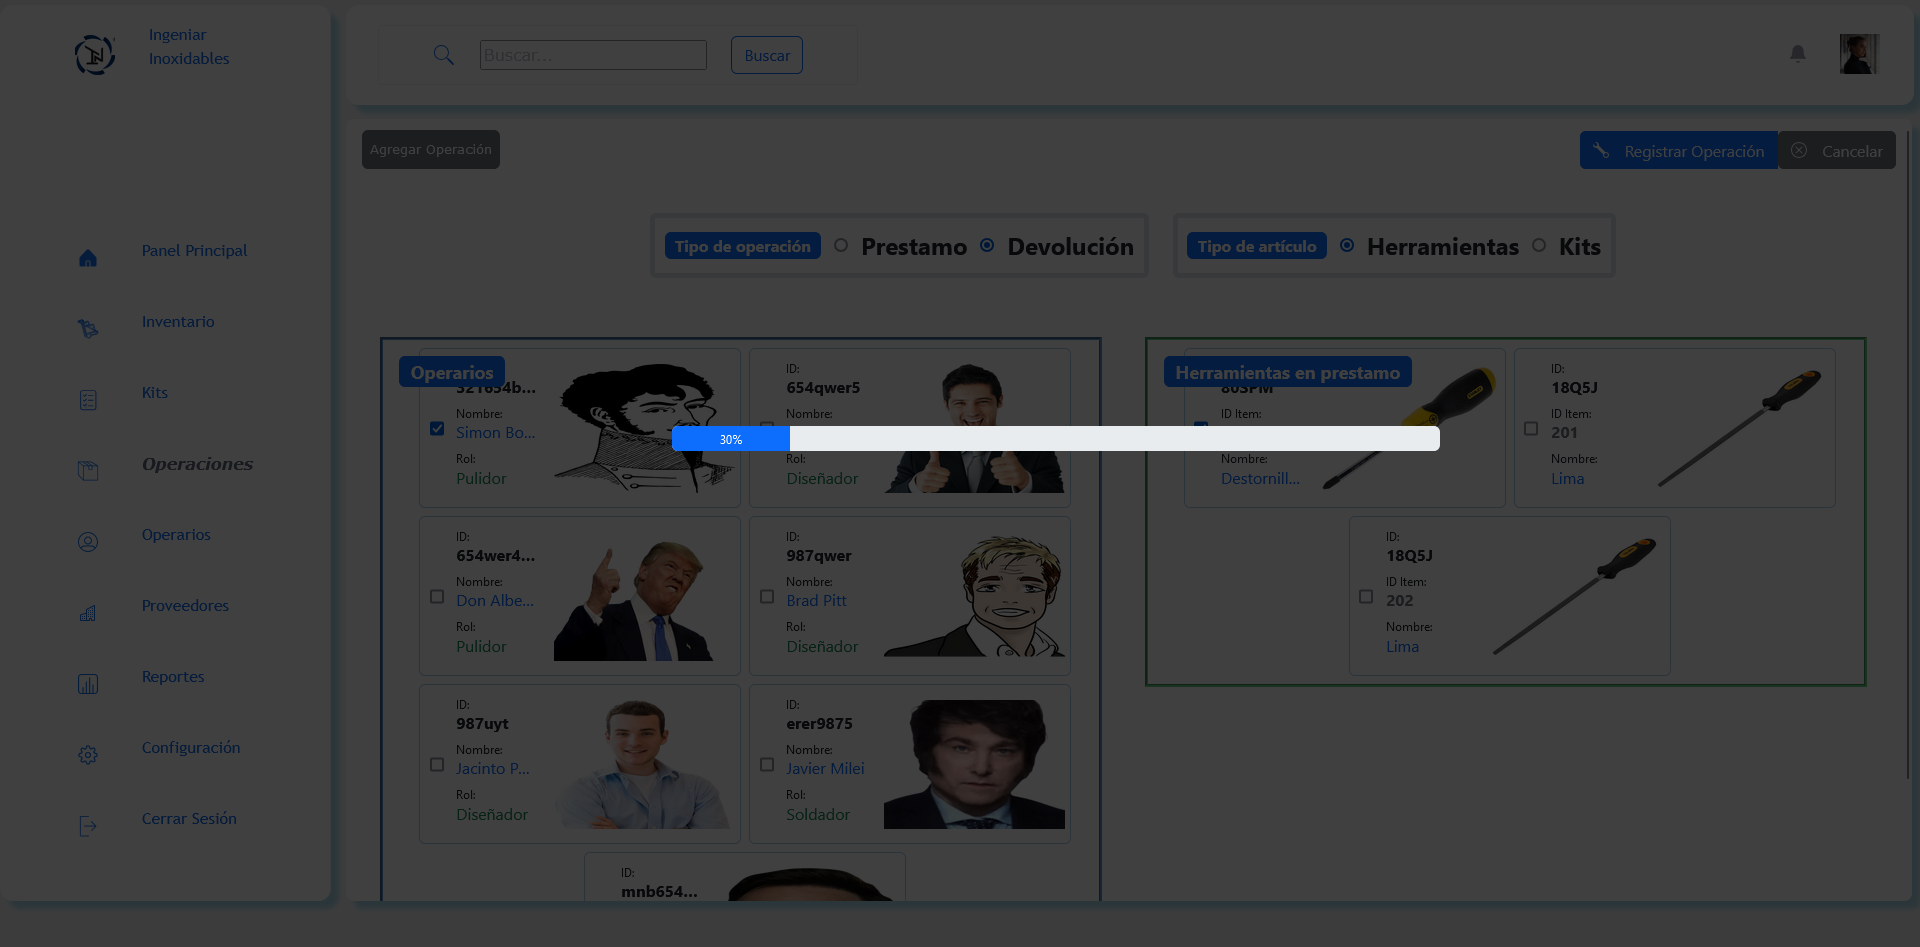 Ingeniar
Inoxidables
Buscar...
Buscar
Agregar Operación
Registrar Operación
Cancelar
Tipo de operación
Prestamo
Devolución
Tipo de artículo
Herramientas
Kits
Panel Principal
Inventario
Kits
Operaciones
Operarios
Proveedores
Reportes
Configuración
Cerrar Sesión
Operarios
321654b...
Nombre:
Simon Bo...
Rol:
Pulidor
ID:
654qwer5
Nombre:
Rol:
Diseñador
30%
ID:
654wer4...
Nombre:
Don Albe...
Rol:
Pulidor
ID:
987qwer
Nombre:
Brad Pitt
Rol:
Diseñador
ID:
987uyt
Nombre:
Jacinto P...
Rol:
Diseñador
ID:
erer9875
Nombre:
Javier Milei
Rol:
Soldador
ID:
mnb654...
Herramientas en prestamo
80SPM
ID Item:
Nombre:
Destornill...
ID:
18Q5J
ID Item:
201
Nombre:
Lima
ID:
18Q5J
ID Item:
202
Nombre:
Lima